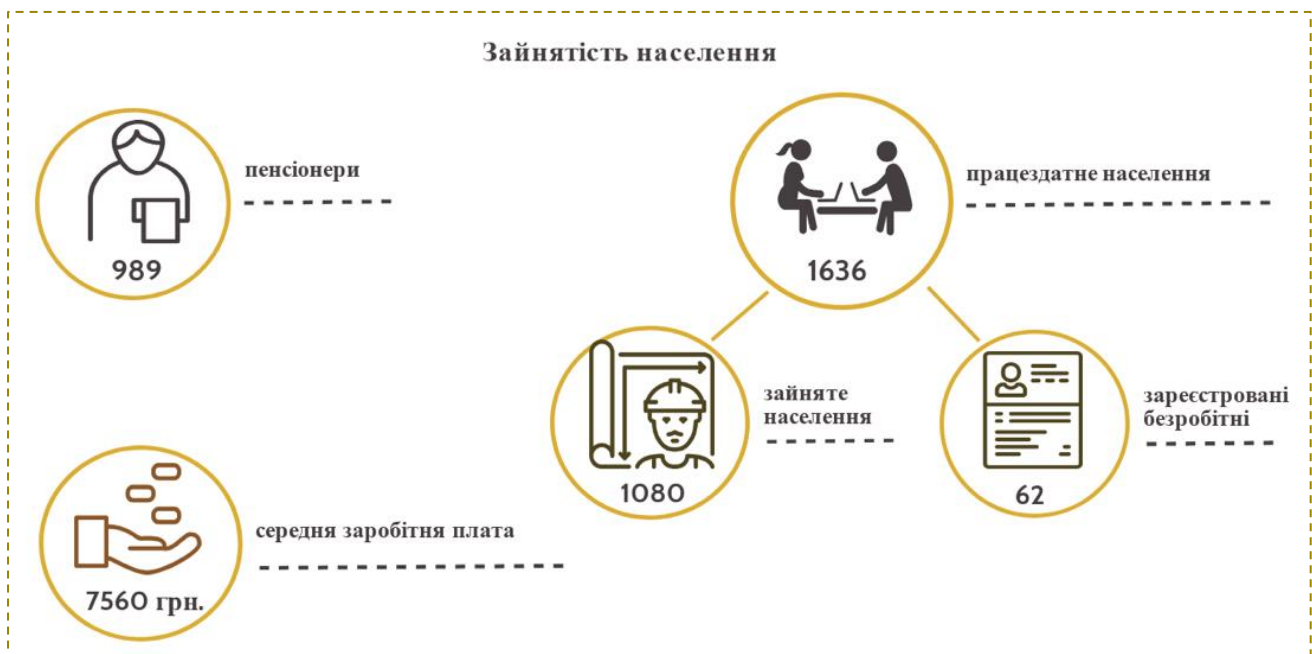 Зайнятість населення
пенсіонери
989
працездатне населення
1636
зайняте
населення
1080
зареєстровані
безробітні
62
середня заробітня плата
7560 грн.